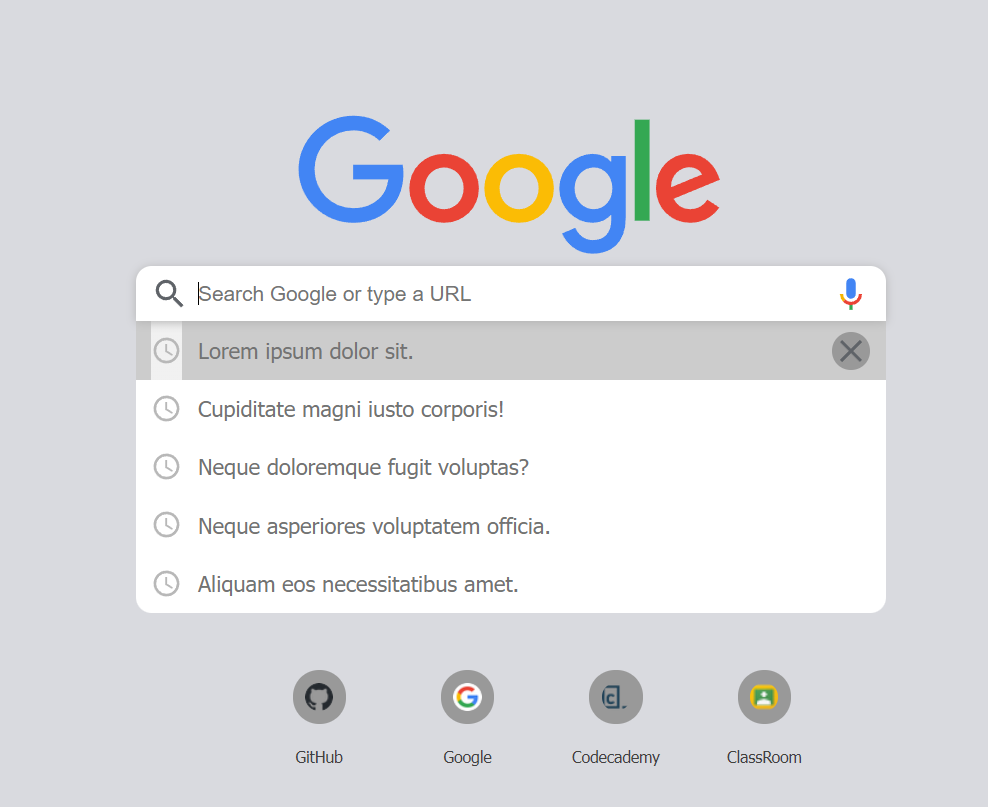 Google
Search Google or type a URL
Lorem ipsum dolor sit.
Cupiditate magni iusto corporis!
Neque doloremque fugit voluptas?
Neque asperiores voluptatem officia.
Aliquam eos necessitatibus amet.
GitHub Google Codecademy ClassRoom